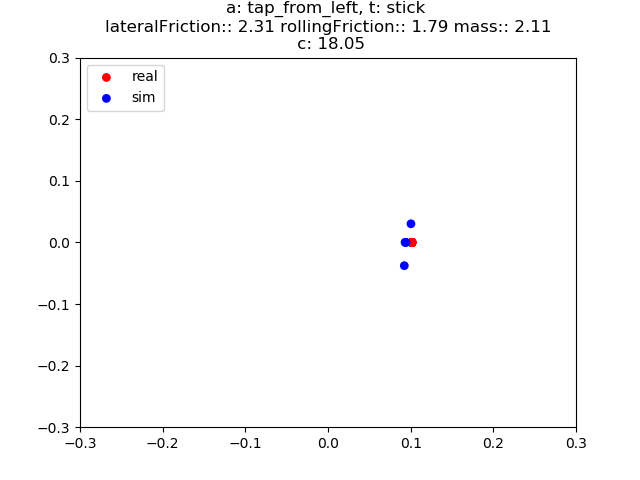 a: tap_from_left, t: stick
lateralFriction:: 2.31 rollingFriction:: 1.79 mass:: 2.11
c: 18.05
real
sim
0.3
0.2
0.1
0.0
−0.1
−0.2
−0.3
−0.3 −0.2 −0.1 0.0 0.1 0.2 0.3